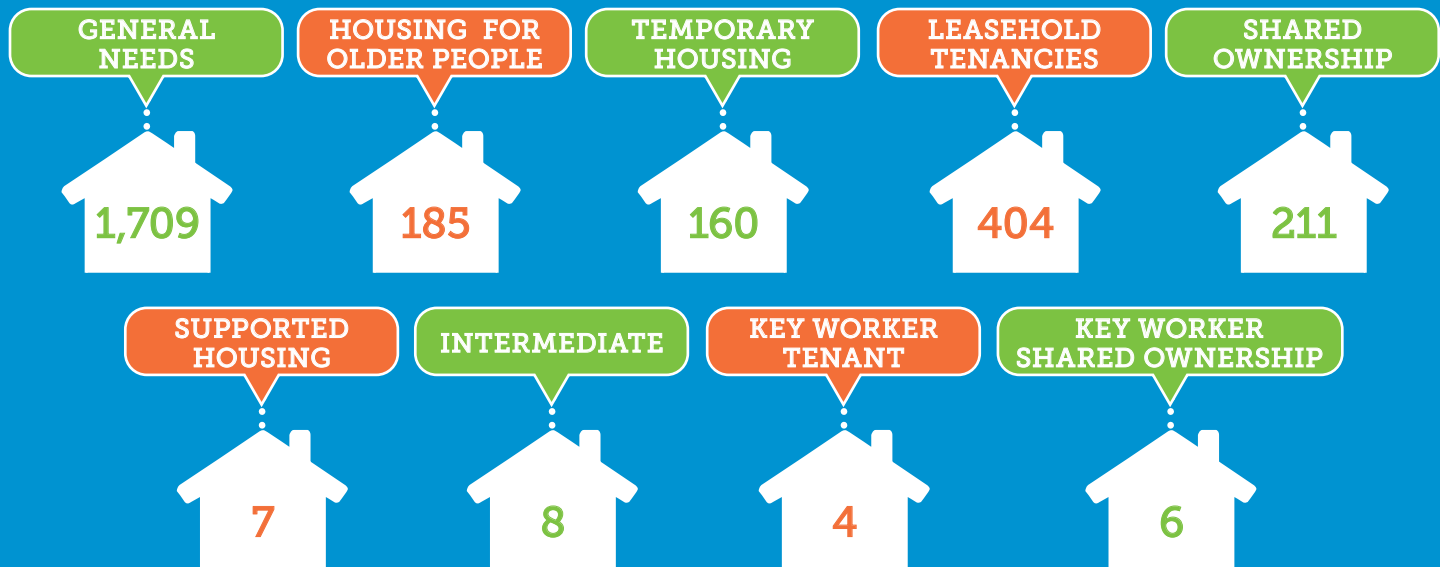 GENERAL
NEEDS
HOUSING FOR
OLDER PEOPLE
TEMPORARY
HOUSING
LEASEHOLD
TENANCIES
SHARED
OWNERSHIP
1,709
185
160
404
211
SUPPORTED
HOUSING
INTERMEDIATE
KEY WORKER
TENANT
KEY WORKER
SHARED OWNERSHIP
7
8
4
6